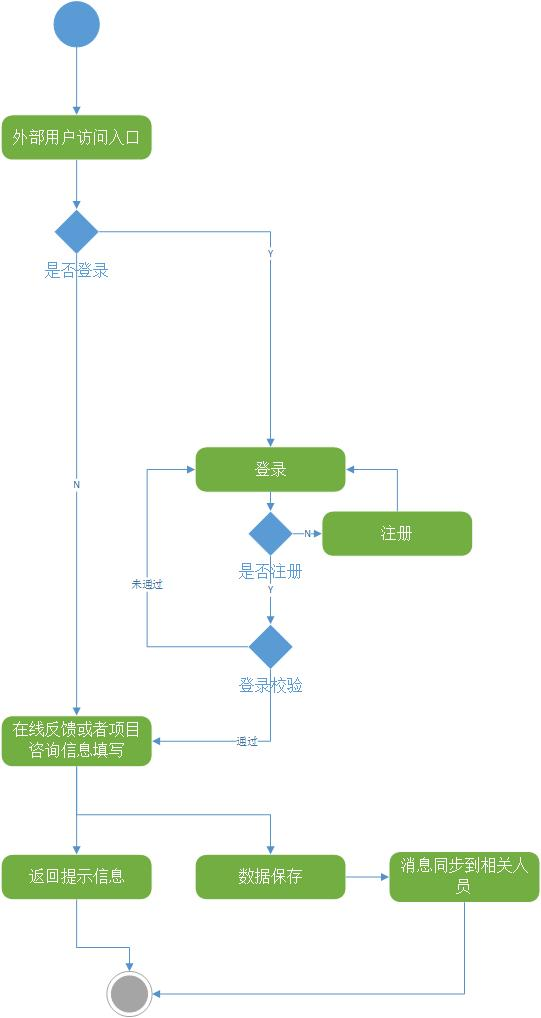 外部用户访问入口
是否登录
Y
登录
N
注册
N
是否注册
未通过
Y
登录校验
在线反馈或者项目
咨询信息填写
通过
返回提示信息
数据保存
消息同步到相关人
员